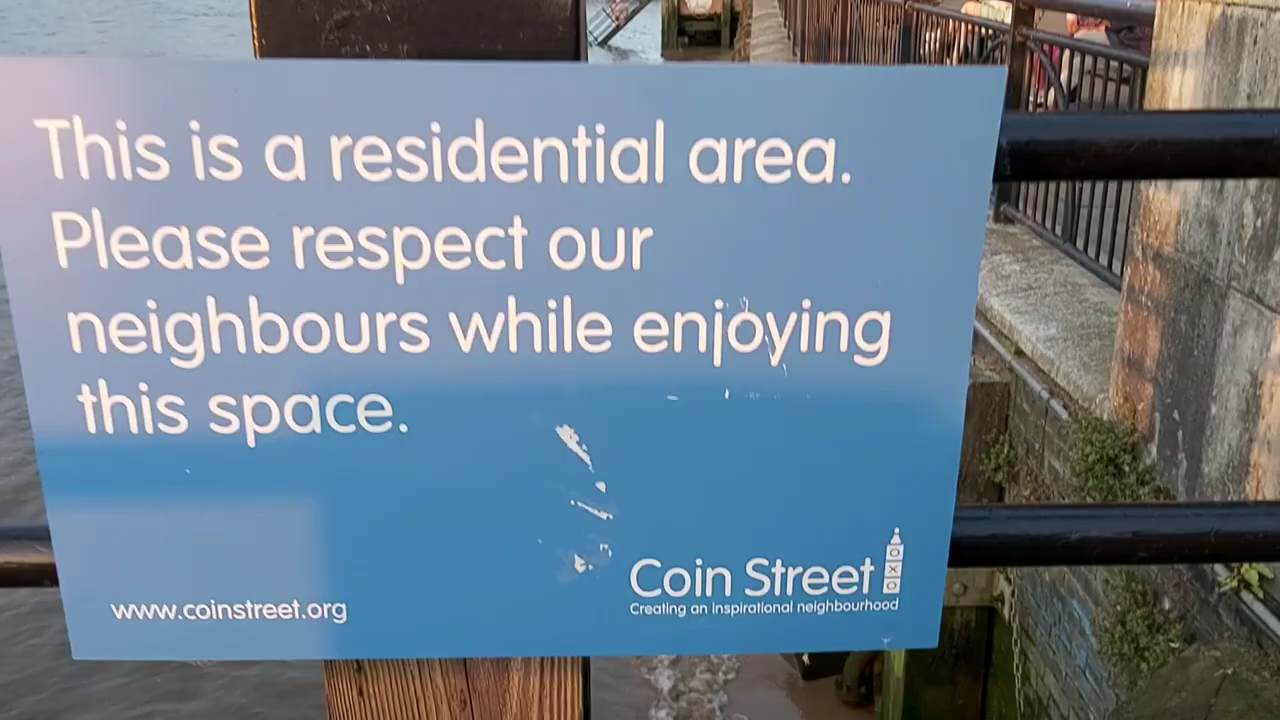 This is a residential area.
Please respect our
neighbours while enjoying
this space.
www.coinstreet.org
Coin Street
OXO
Creating an inspirational neighbourhood